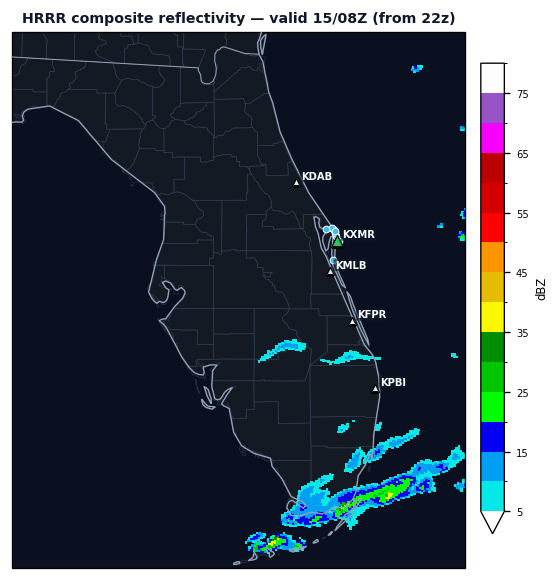 HRRR composite reflectivity — valid 15/08Z (from 22z)
KDAB
KXMR
KMLB
KFPR
KPBI
75
65
55
45
35
25
15
5
dBZ